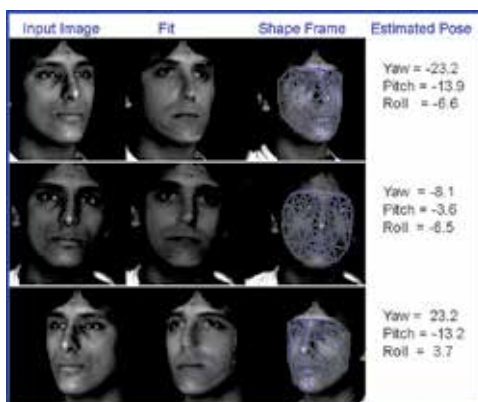 Input Image Fit Shape Frame Estimated Pose
Yaw = -23.2
Pitch = -13.9
Roll = -6.6
Yaw = -8.1
Pitch = -3.6
Roll = -6.5
Yaw = 23.2
Pitch = -13.2
Roll = 3.7